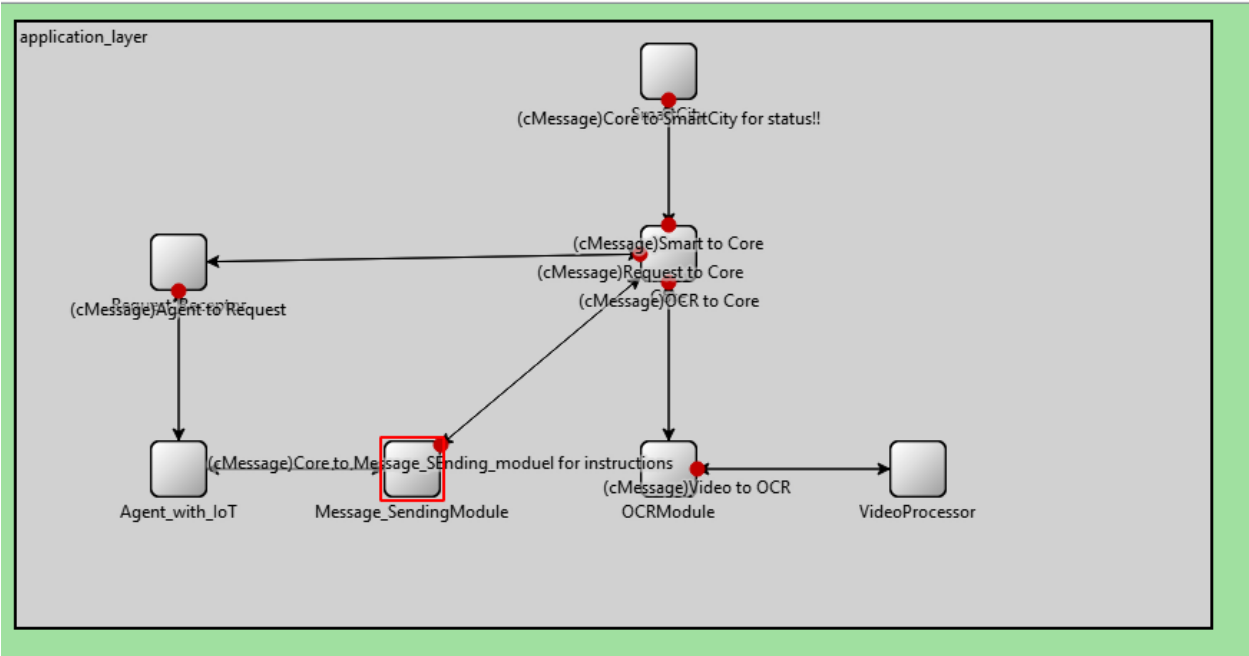 application_layer
(cMessage)Core to SmartCity for status!!
(cMessage)Smart to Core
(cMessage)Request to Core
(cMessage)OCR to Core
(cMessage)Agent to Request
(cMessage)Core to Message_SEnding_moduel for instructions
(cMessage)Video to OCR
Agent_with_IoT
Message_SendingModule
OCRModule
VideoProcessor